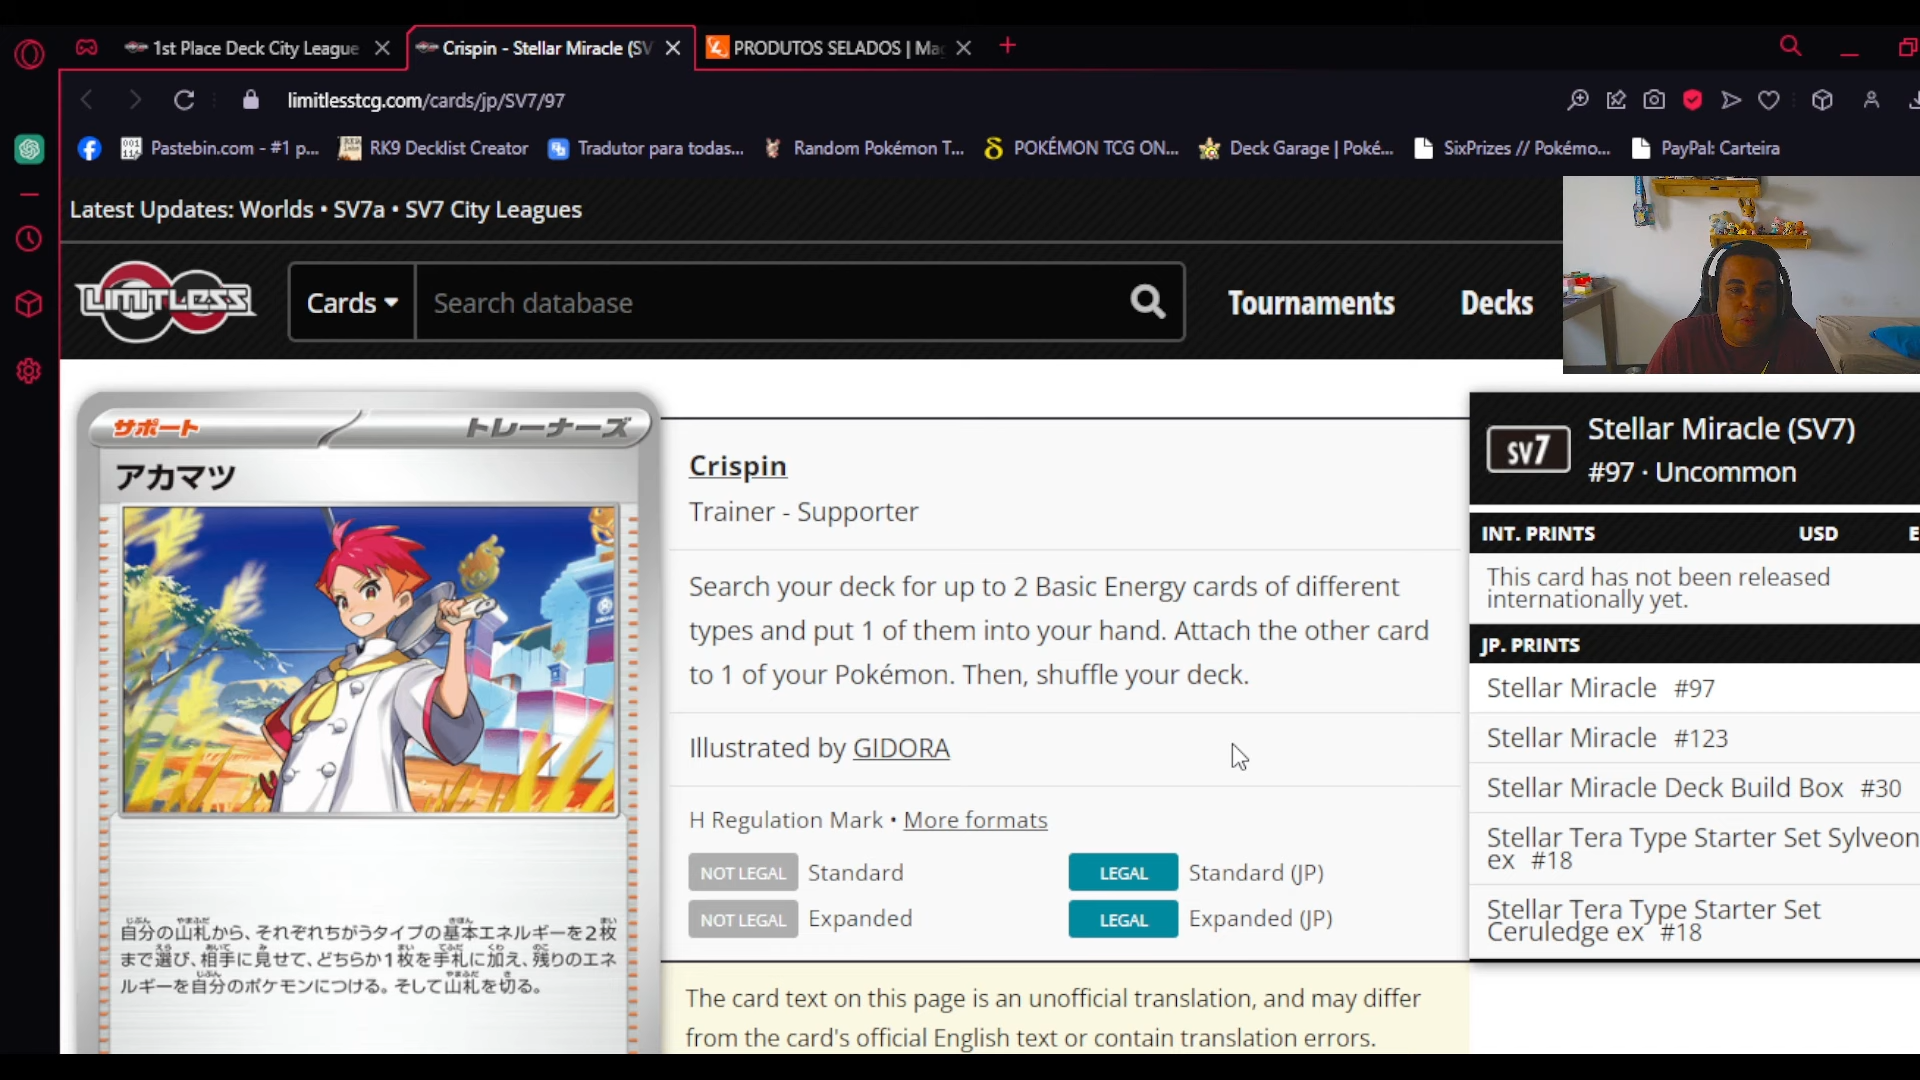 1st Place Deck City League
Crispin - Stellar Miracle (SV
PRODUTOS SELADOS | Mag
limitlesstcg.com/cards/jp/SV7/97
Pastebin.com - #1 p...
RK9 Decklist Creator
Tradutor para todas...
Random Pokémon T...
POKÉMON TCG ON...
Deck Garage | Poké...
SixPrizes // Pokémo...
PayPal: Carteira
Latest Updates: Worlds • SV7a • SV7 City Leagues
LIMITLESS
Cards
Search database
Tournaments
Decks
サポート
トレーナーズ
アカマツ
自分の山札から、それぞれちがうタイプの基本エネルギーを2枚
まで選び、相手に見せて、どちらか1枚を手札に加え、残りのエネ
ルギーを自分のポケモンにつける。そして山札を切る。
Crispin
Trainer - Supporter
Search your deck for up to 2 Basic Energy cards of different
types and put 1 of them into your hand. Attach the other card
to 1 of your Pokémon. Then, shuffle your deck.
Illustrated by GIDORA
H Regulation Mark • More formats
NOT LEGAL Standard
LEGAL Standard (JP)
NOT LEGAL Expanded
LEGAL Expanded (JP)
The card text on this page is an unofficial translation, and may differ
from the card's official English text or contain translation errors.
SV7
Stellar Miracle (SV7)
#97 · Uncommon
INT. PRINTS USD E
This card has not been released
internationally yet.
JP. PRINTS
Stellar Miracle #97
Stellar Miracle #123
Stellar Miracle Deck Build Box #30
Stellar Tera Type Starter Set Sylveon
ex #18
Stellar Tera Type Starter Set
Ceruledge ex #18